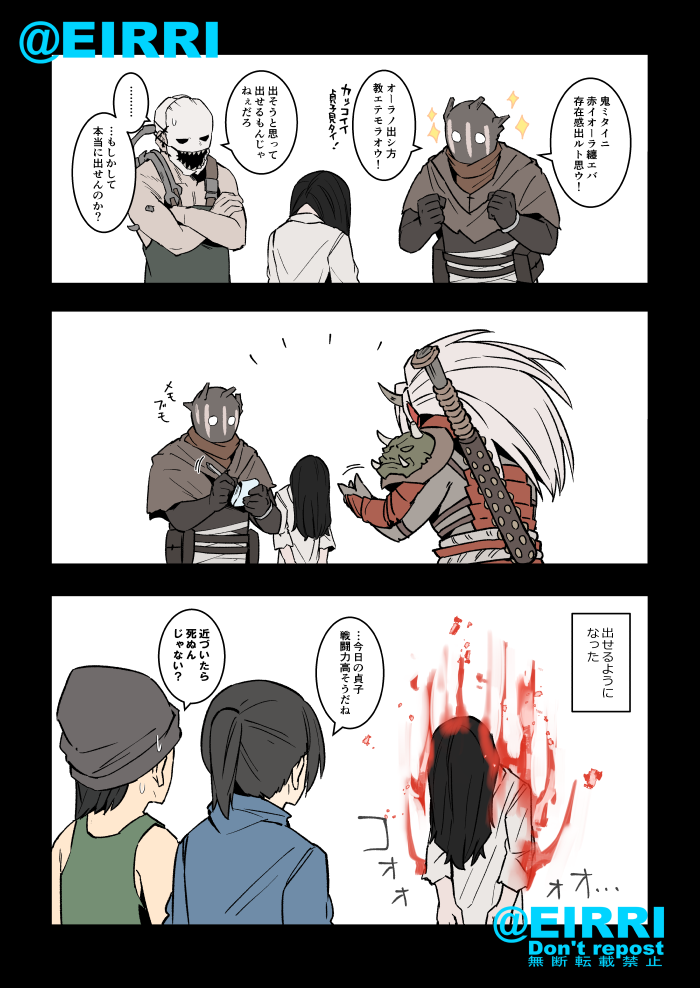 @EIRRI
鬼ミタイニ
赤イオーラ纏エバ
存在感出ルト思ウ!
オーラノ出シ方
教エテモラオウ!
カッコイイ
貞子見タイ!
出そうと思って
出せるもんじゃ
ねぇだろ
………
…もしかして
本当に出せんのか?
メモ
メモ
出せるように
なった
…今日の貞子
戦闘力高そうだね
近づいたら
死ぬん
じゃない?
コォォ
オオ…
@EIRRI
Don't repost
無断転載禁止